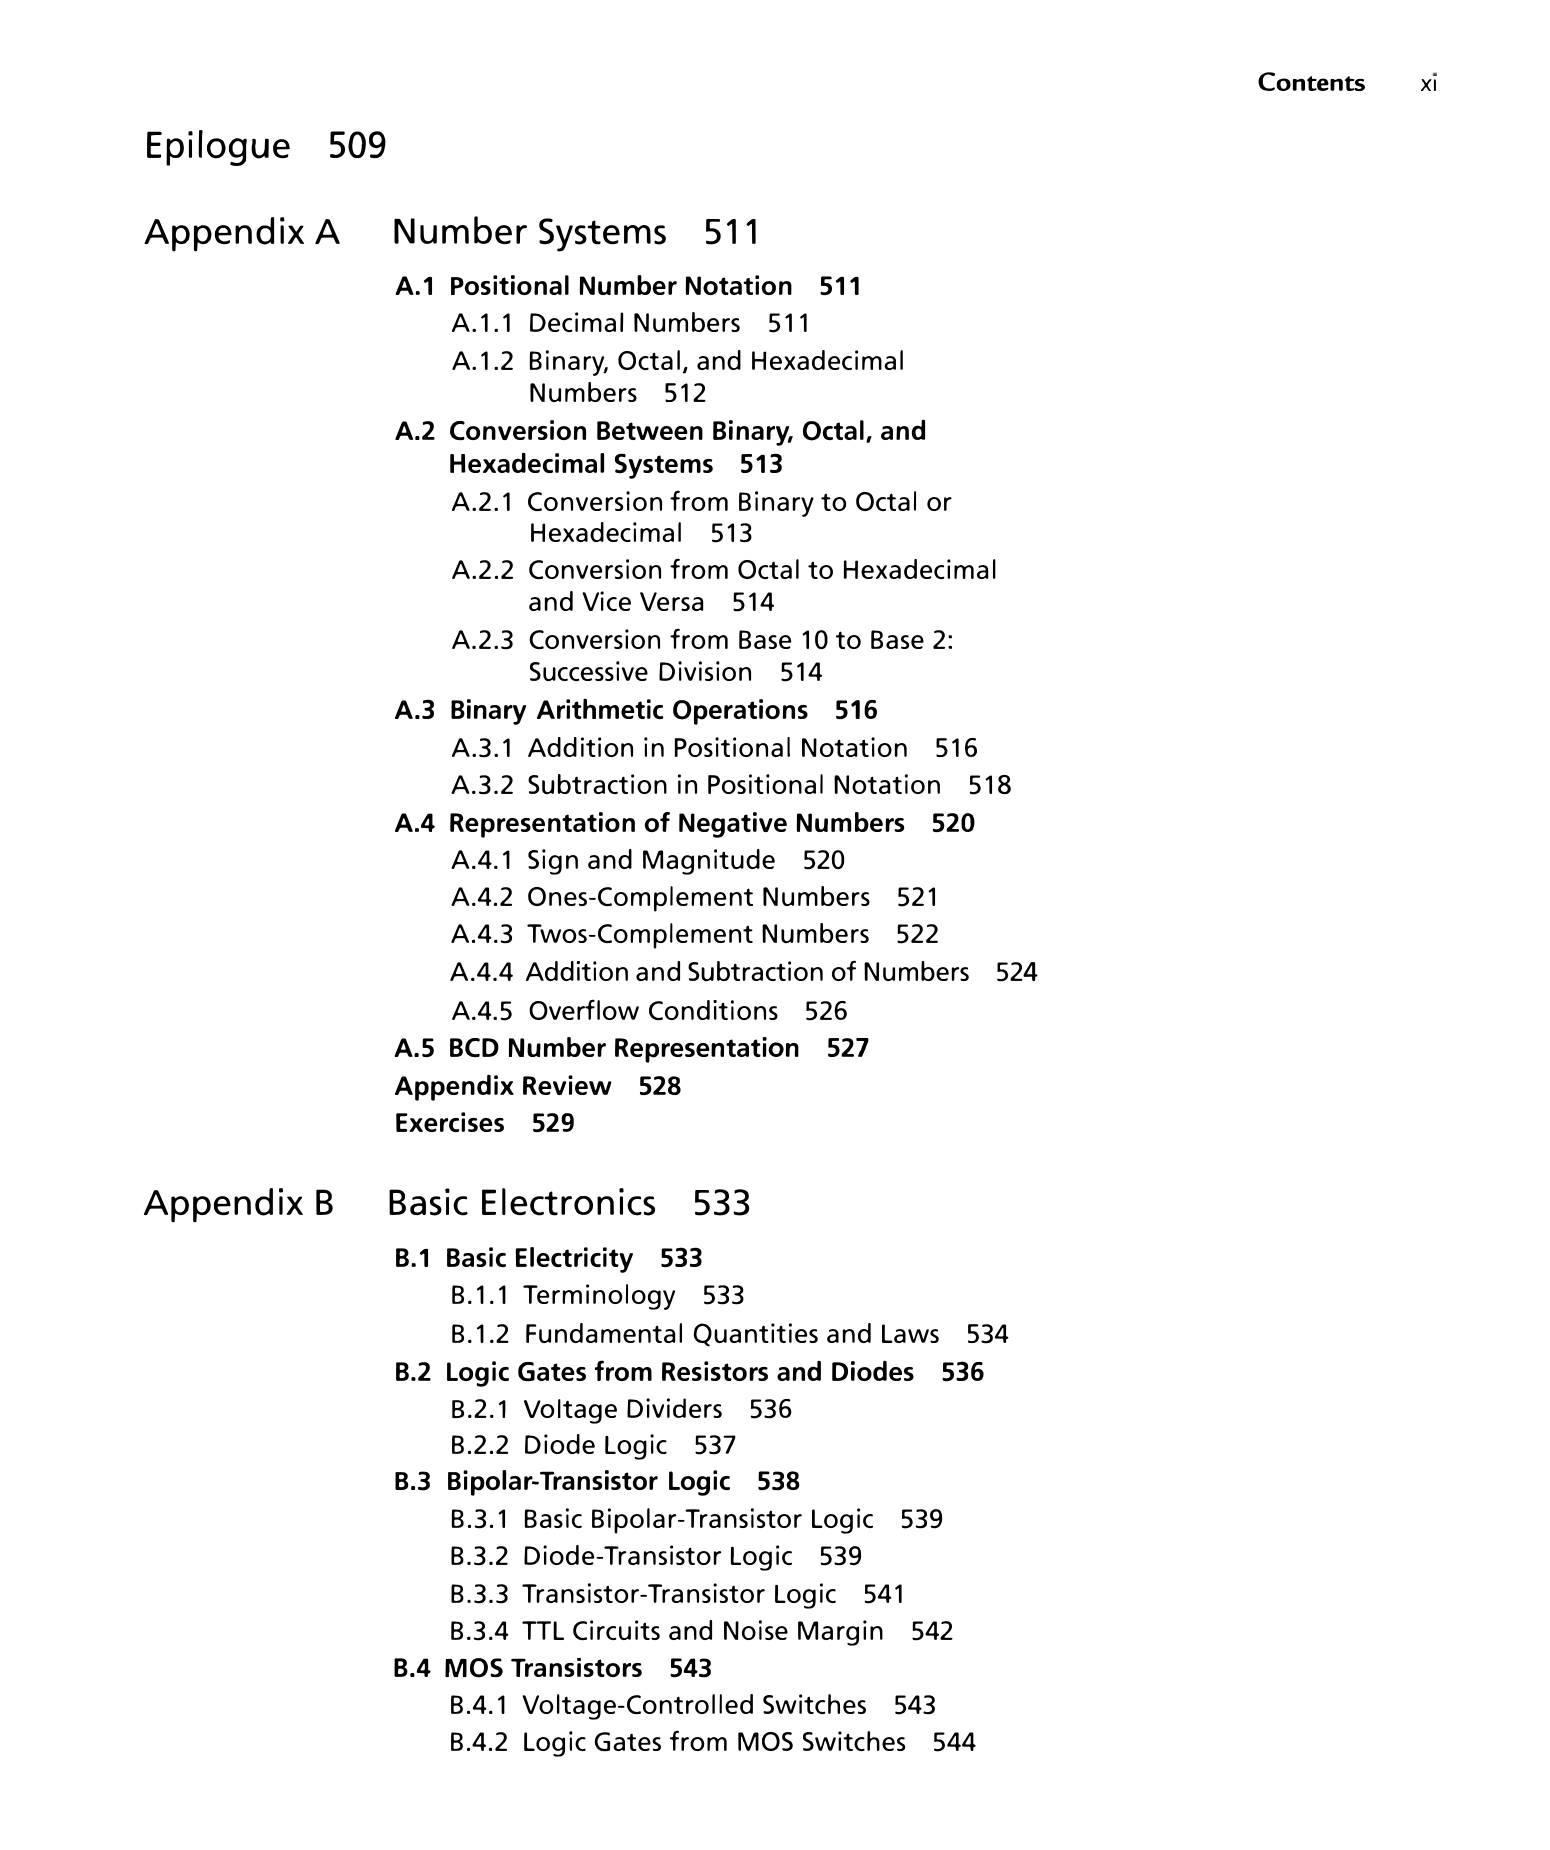 Contents xi
Epilogue 509
Appendix A Number Systems 511
A.1 Positional Number Notation 511
A.1.1 Decimal Numbers 511
A.1.2 Binary, Octal, and Hexadecimal
Numbers 512
A.2 Conversion Between Binary, Octal, and
Hexadecimal Systems 513
A.2.1 Conversion from Binary to Octal or
Hexadecimal 513
A.2.2 Conversion from Octal to Hexadecimal
and Vice Versa 514
A.2.3 Conversion from Base 10 to Base 2:
Successive Division 514
A.3 Binary Arithmetic Operations 516
A.3.1 Addition in Positional Notation 516
A.3.2 Subtraction in Positional Notation 518
A.4 Representation of Negative Numbers 520
A.4.1 Sign and Magnitude 520
A.4.2 Ones-Complement Numbers 521
A.4.3 Twos-Complement Numbers 522
A.4.4 Addition and Subtraction of Numbers 524
A.4.5 Overflow Conditions 526
A.5 BCD Number Representation 527
Appendix Review 528
Exercises 529
Appendix B Basic Electronics 533
B.1 Basic Electricity 533
B.1.1 Terminology 533
B.1.2 Fundamental Quantities and Laws 534
B.2 Logic Gates from Resistors and Diodes 536
B.2.1 Voltage Dividers 536
B.2.2 Diode Logic 537
B.3 Bipolar-Transistor Logic 538
B.3.1 Basic Bipolar-Transistor Logic 539
B.3.2 Diode-Transistor Logic 539
B.3.3 Transistor-Transistor Logic 541
B.3.4 TTL Circuits and Noise Margin 542
B.4 MOS Transistors 543
B.4.1 Voltage-Controlled Switches 543
B.4.2 Logic Gates from MOS Switches 544